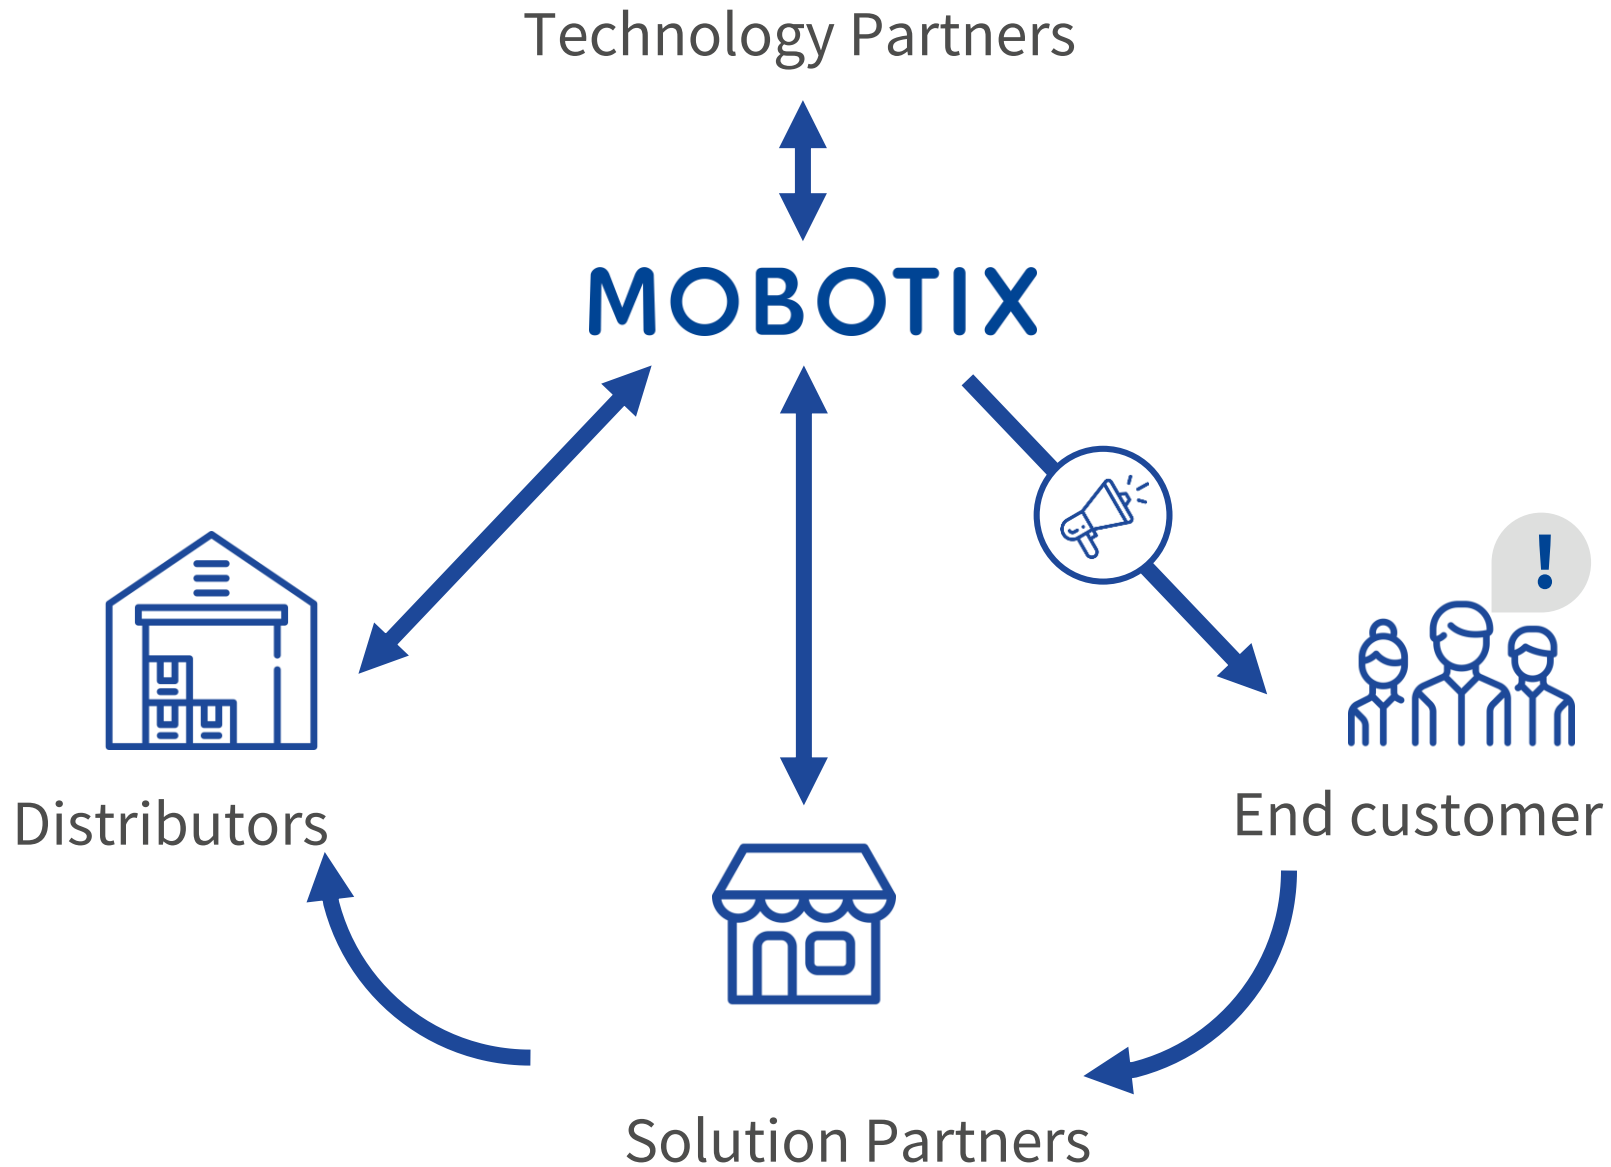 Technology Partners
MOBOTIX
!
Distributors
End customer
Solution Partners